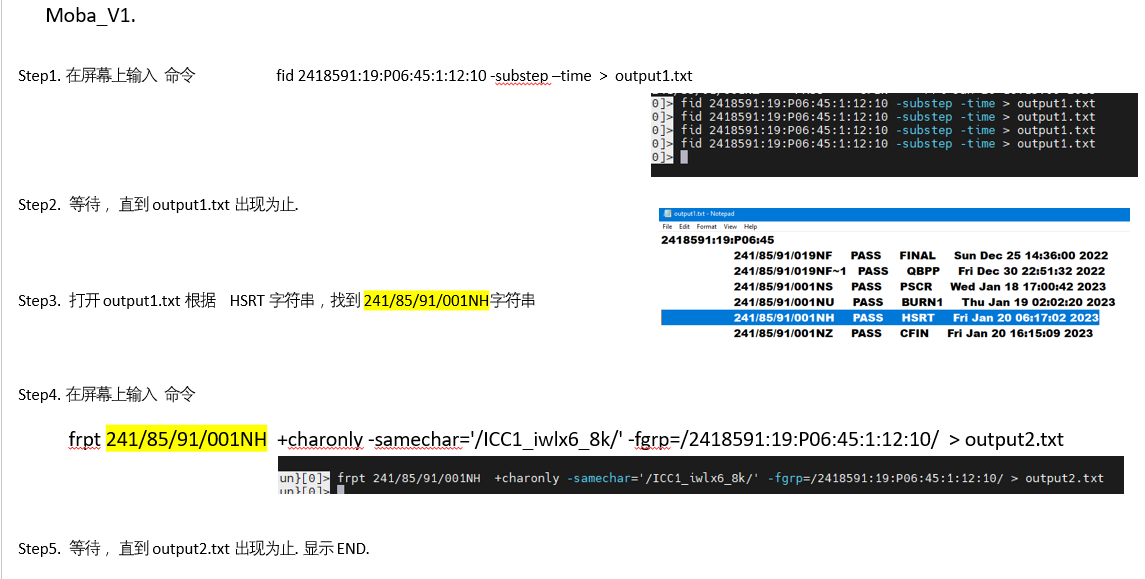 Moba_V1.
Step1. 在屏幕上输入 命令 fid 2418591:19:P06:45:1:12:10 -substep –time > output1.txt
0]> fid 2418591:19:P06:45:1:12:10 -substep -time > output1.txt
0]> fid 2418591:19:P06:45:1:12:10 -substep -time > output1.txt
0]> fid 2418591:19:P06:45:1:12:10 -substep -time > output1.txt
0]> fid 2418591:19:P06:45:1:12:10 -substep -time > output1.txt
0]>
Step2. 等待，直到 output1.txt 出现为止.
output1.txt - Notepad
File Edit Format View Help
2418591:19:P06:45
241/85/91/019NF PASS FINAL Sun Dec 25 14:36:00 2022
241/85/91/019NF~1 PASS QBPP Fri Dec 30 22:51:32 2022
241/85/91/001NS PASS PSCR Wed Jan 18 17:00:42 2023
241/85/91/001NU PASS BURN1 Thu Jan 19 02:02:20 2023
241/85/91/001NH PASS HSRT Fri Jan 20 06:17:02 2023
241/85/91/001NZ PASS CFIN Fri Jan 20 16:15:09 2023
Step3. 打开 output1.txt 根据 HSRT 字符串，找到 241/85/91/001NH字符串
Step4. 在屏幕上输入 命令
frpt 241/85/91/001NH +charonly -samechar='/ICC1_iwlx6_8k/' -fgrp=/2418591:19:P06:45:1:12:10/ > output2.txt
un}[0]> frpt 241/85/91/001NH +charonly -samechar='/ICC1_iwlx6_8k/' -fgrp=/2418591:19:P06:45:1:12:10/ > output2.txt
un}[0]>
Step5. 等待，直到 output2.txt 出现为止. 显示 END.